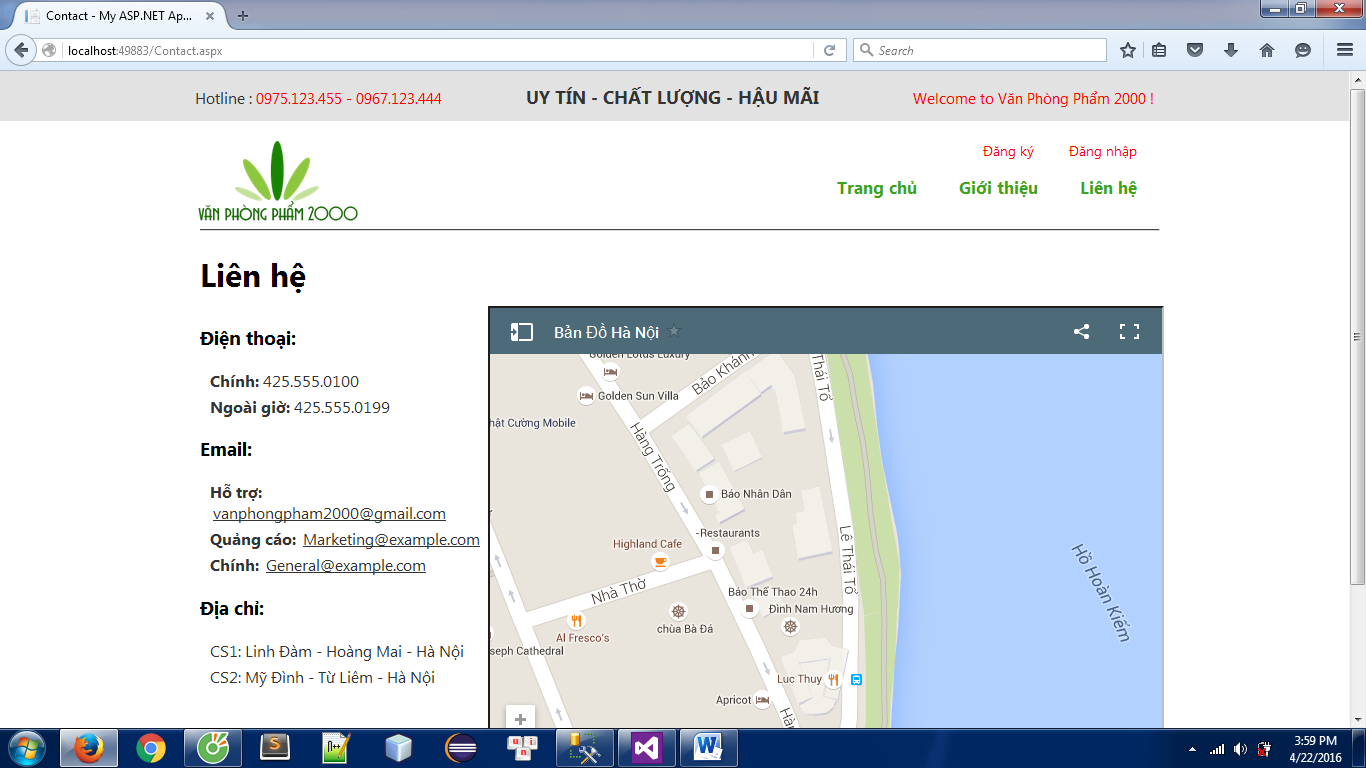 Contact - My ASP.NET Ap...
localhost:49883/Contact.aspx
Search
Hotline : 0975.123.455 - 0967.123.444
UY TÍN - CHẤT LƯỢNG - HẬU MÃI
Welcome to Văn Phòng Phẩm 2000 !
VĂN PHÒNG PHẨM 2000
Đăng ký
Đăng nhập
Trang chủ
Giới thiệu
Liên hệ
Liên hệ
Điện thoại:
Chính: 425.555.0100
Ngoài giờ: 425.555.0199
Email:
Hỗ trợ:
vanphongpham2000@gmail.com
Quảng cáo: Marketing@example.com
Chính: General@example.com
Địa chỉ:
CS1: Linh Đàm - Hoàng Mai - Hà Nội
CS2: Mỹ Đình - Từ Liêm - Hà Nội
Bản Đồ Hà Nội
Golden Lotus Luxury
Bảo Khánh
Thái Tổ
Golden Sun Villa
hật Cường Mobile
Hàng Trống
Báo Nhân Dân
-Restaurants
Highland Cafe
Lê Thái Tổ
Hồ Hoàn Kiếm
Nhà Thờ
Báo Thể Thao 24h
Đình Nam Hương
chùa Bà Đá
Al Fresco's
seph Cathedral
Luc Thuy
Apricot
Hàn
3:59 PM
4/22/2016